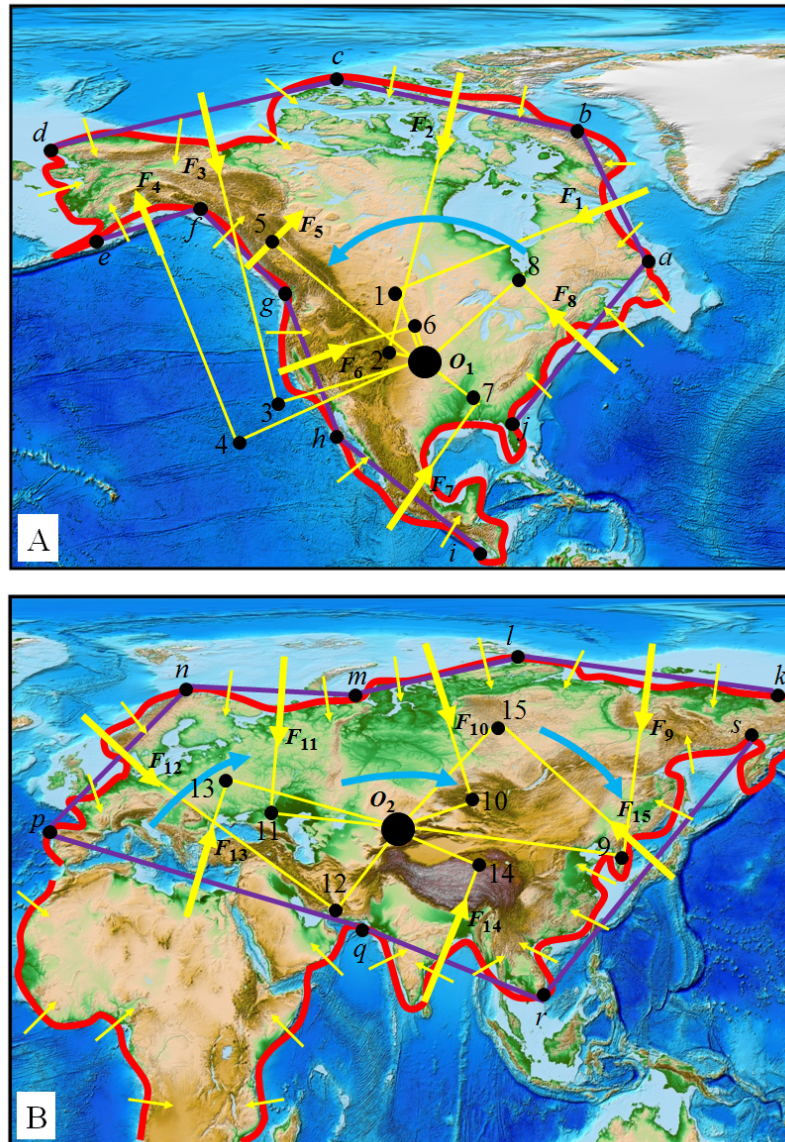 c
b
d
F₂
F₃
F₄
F₁
f
5
F₅
e
a
8
g
1
F₈
6
F₆
2
O₁
3
7
4
h
j
F₇
i
A
l
n
m
k
s
15
F₁₀
F₉
F₁₁
F₁₂
13
O₂
10
F₁₅
11
p
F₁₃
9
14
12
q
F₁₄
r
B